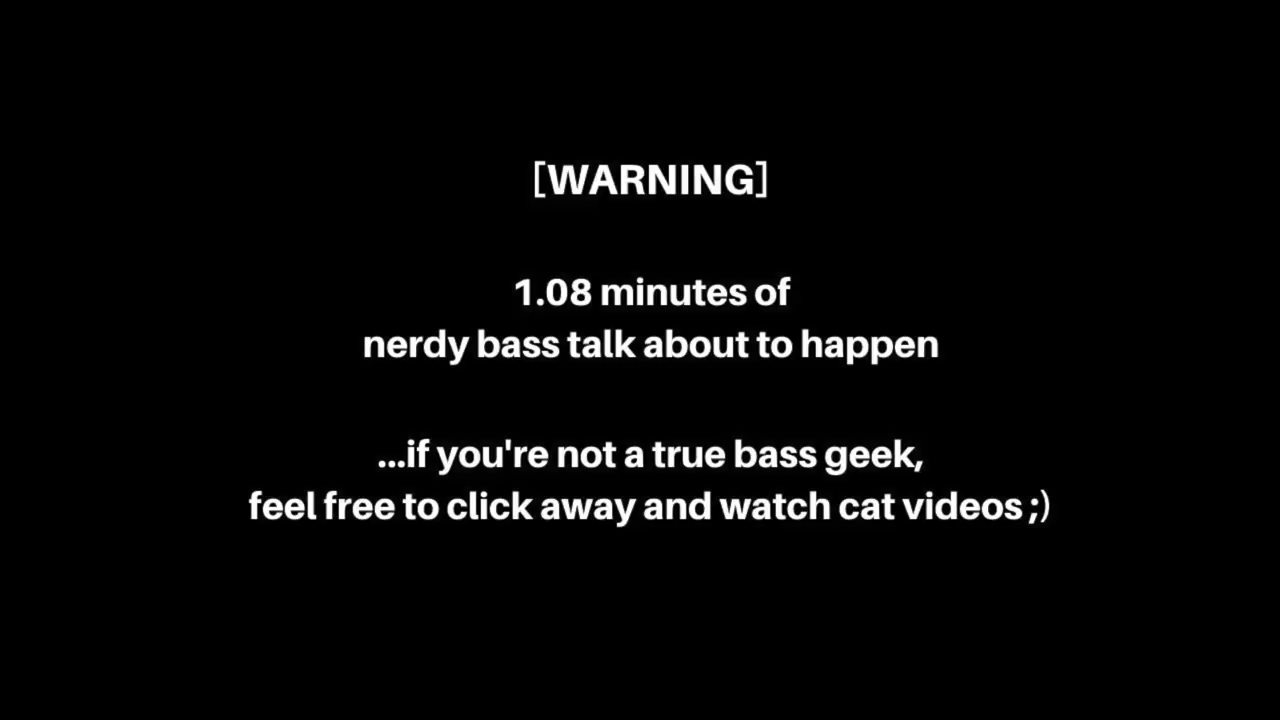 [WARNING]
1.08 minutes of
nerdy bass talk about to happen
...if you're not a true bass geek,
feel free to click away and watch cat videos ;)